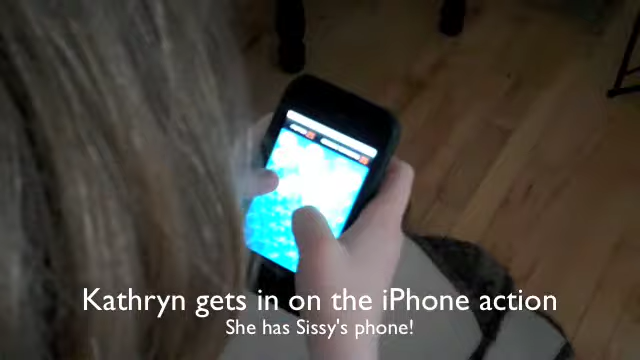 Kathryn gets in on the iPhone action
She has Sissy's phone!